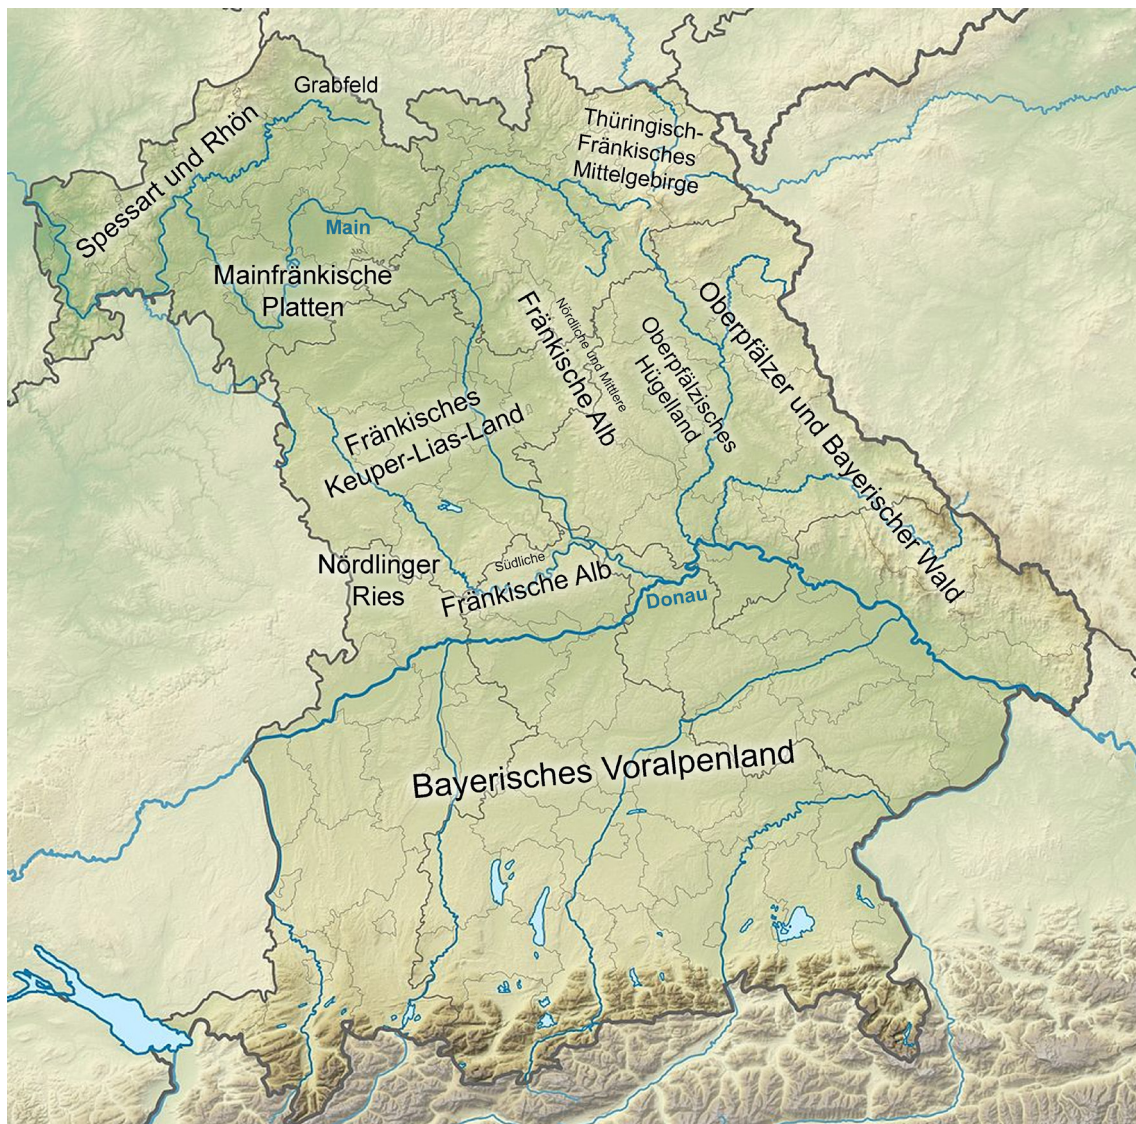 Grabfeld
Spessart und Rhön
Thüringisch-
Fränkisches
Mittelgebirge
Main
Mainfränkische
Platten
Oberpfälzer und Bayerischer Wald
Nördliche und Mittlere
Fränkische Alb
Oberpfälzisches
Hügelland
Fränkisches
Keuper-Lias-Land
Nördlinger
Ries
Südliche
Fränkische Alb
Donau
Bayerisches Voralpenland